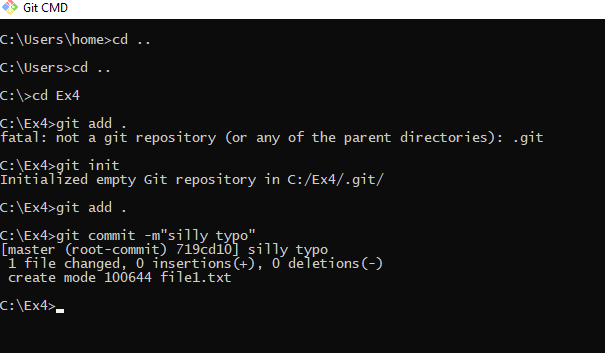 Git CMD
C:\Users\home>cd ..
C:\Users>cd ..
C:\>cd Ex4
C:\Ex4>git add .
fatal: not a git repository (or any of the parent directories): .git
C:\Ex4>git init
Initialized empty Git repository in C:/Ex4/.git/
C:\Ex4>git add .
C:\Ex4>git commit -m"silly typo"
[master (root-commit) 719cd10] silly typo
 1 file changed, 0 insertions(+), 0 deletions(-)
 create mode 100644 file1.txt
C:\Ex4>